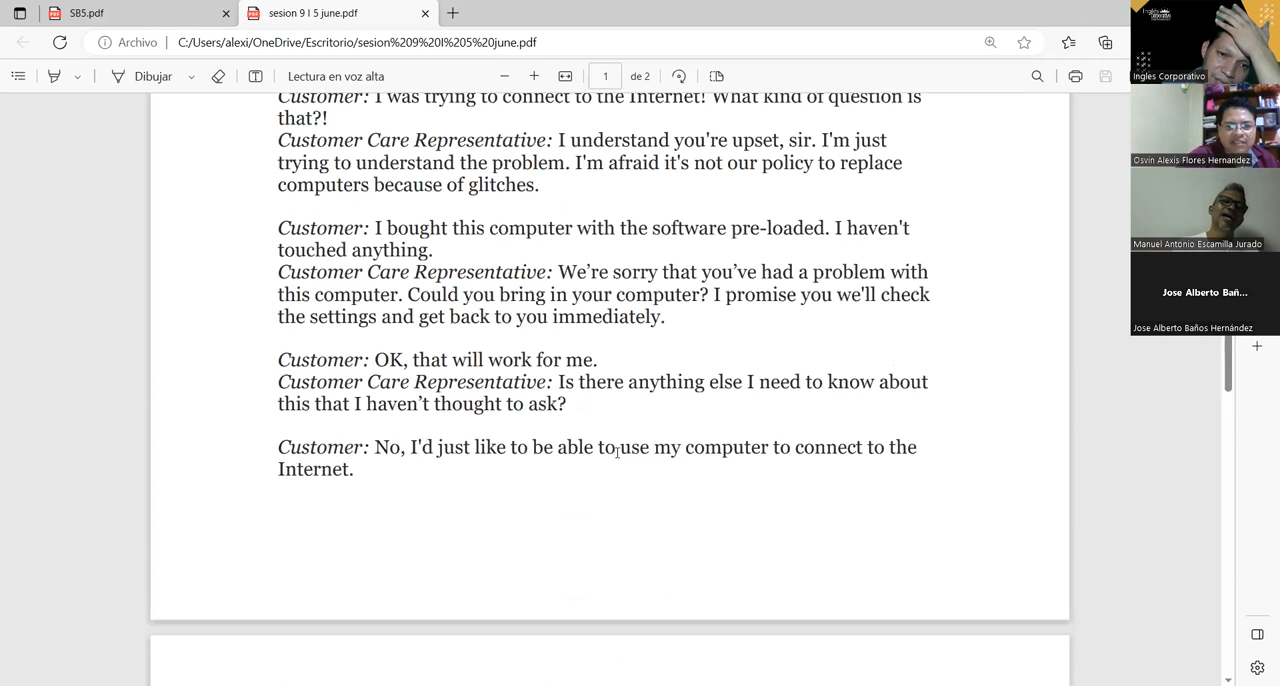 SB5.pdf
sesion 9 I 5 june.pdf
Archivo
C:/Users/alexi/OneDrive/Escritorio/sesion%209%20I%205%20june.pdf
Dibujar
Lectura en voz alta
1
de 2
Customer: I was trying to connect to the Internet! What kind of question is
that?!
Customer Care Representative: I understand you're upset, sir. I'm just
trying to understand the problem. I'm afraid it's not our policy to replace
computers because of glitches.
Customer: I bought this computer with the software pre-loaded. I haven't
touched anything.
Customer Care Representative: We’re sorry that you’ve had a problem with
this computer. Could you bring in your computer? I promise you we'll check
the settings and get back to you immediately.
Customer: OK, that will work for me.
Customer Care Representative: Is there anything else I need to know about
this that I haven’t thought to ask?
Customer: No, I'd just like to be able to use my computer to connect to the
Internet.
Inglés Corporativo
Ingles Corporativo
Osvin Alexis Flores Hernandez
Manuel Antonio Escamilla Jurado
Jose Alberto Bañ...
Jose Alberto Baños Hernández